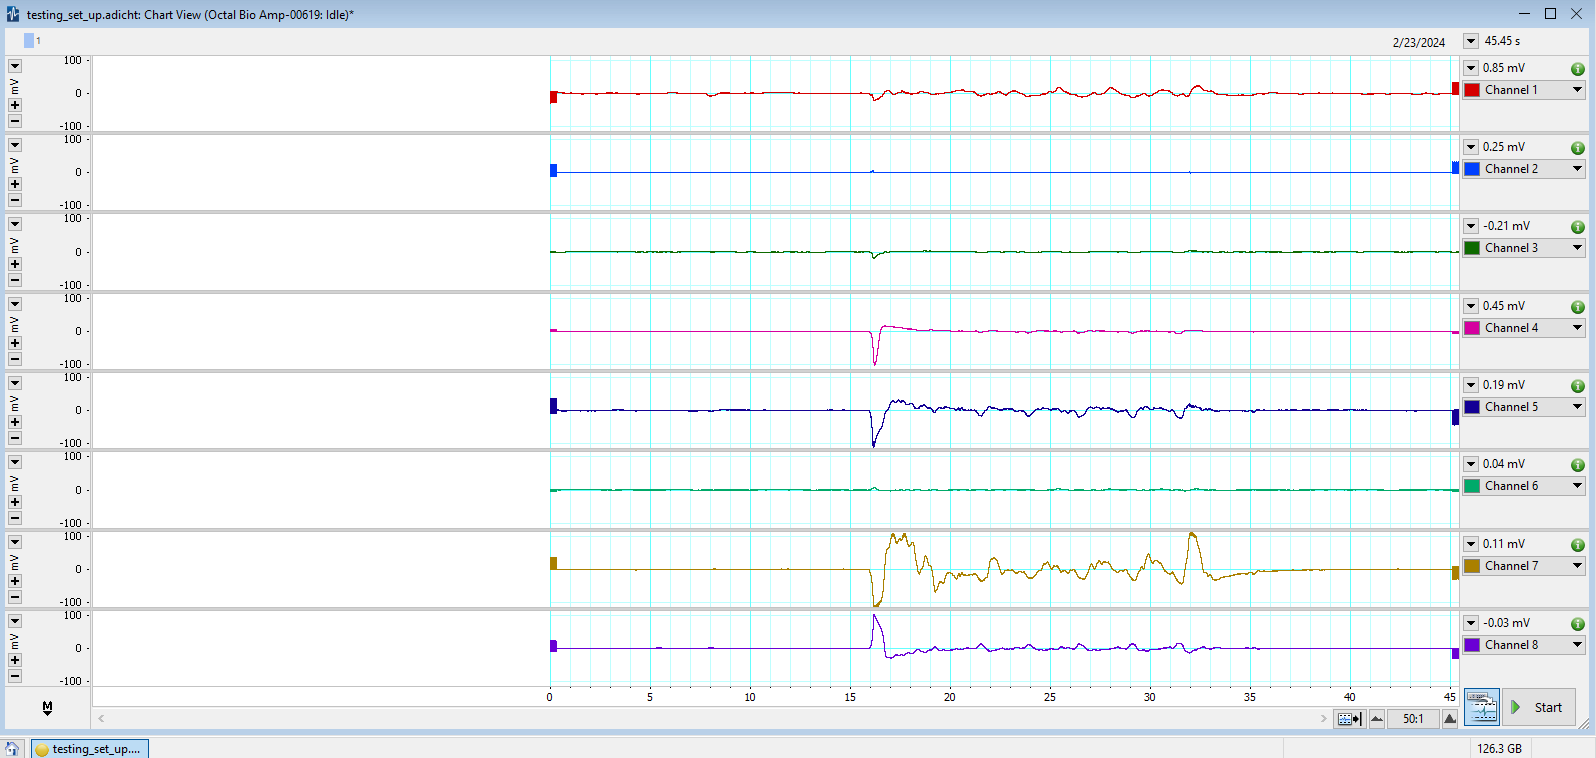 testing_set_up.adicht: Chart View (Octal Bio Amp-00619: Idle)*
1
2/23/2024
45.45 s
100
0
-100
mV
0.85 mV
Channel 1
100
0
-100
mV
0.25 mV
Channel 2
100
0
-100
mV
-0.21 mV
Channel 3
100
0
-100
mV
0.45 mV
Channel 4
100
0
-100
mV
0.19 mV
Channel 5
100
0
-100
mV
0.04 mV
Channel 6
100
0
-100
mV
0.11 mV
Channel 7
100
0
-100
mV
-0.03 mV
Channel 8
0 5 10 15 20 25 30 35 40 45
M
50:1
Start
testing_set_up....
126.3 GB